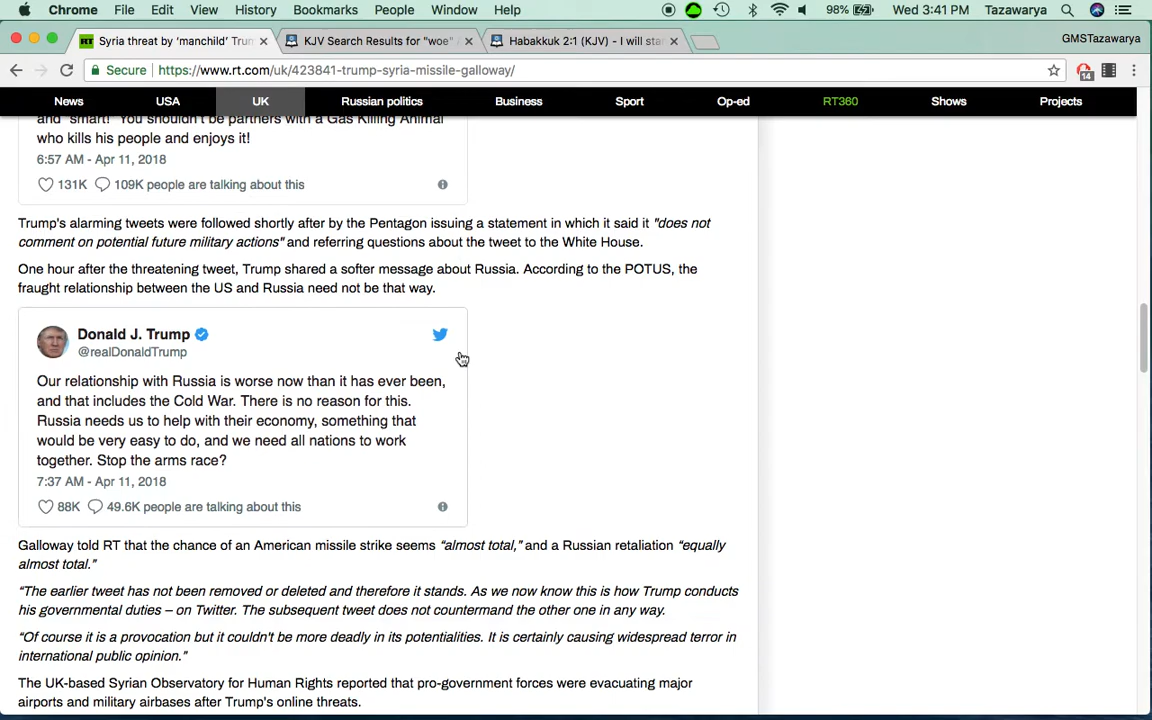 Chrome File Edit View History Bookmarks People Window Help 98% Wed 3:41 PM Tazawarya
Syria threat by ‘manchild’ Trum KJV Search Results for "woe" Habakkuk 2:1 (KJV) - I will star GMSTazawarya
Secure https://www.rt.com/uk/423841-trump-syria-missile-galloway/ 14
News USA UK Russian politics Business Sport Op-ed RT360 Shows Projects
and “smart!” You shouldn't be partners with a Gas Killing Animal
who kills his people and enjoys it!
6:57 AM - Apr 11, 2018
131K 109K people are talking about this
Trump's alarming tweets were followed shortly after by the Pentagon issuing a statement in which it said it "does not
comment on potential future military actions" and referring questions about the tweet to the White House.
One hour after the threatening tweet, Trump shared a softer message about Russia. According to the POTUS, the
fraught relationship between the US and Russia need not be that way.
Donald J. Trump
@realDonaldTrump
Our relationship with Russia is worse now than it has ever been,
and that includes the Cold War. There is no reason for this.
Russia needs us to help with their economy, something that
would be very easy to do, and we need all nations to work
together. Stop the arms race?
7:37 AM - Apr 11, 2018
88K 49.6K people are talking about this
Galloway told RT that the chance of an American missile strike seems “almost total,” and a Russian retaliation “equally
almost total.”
“The earlier tweet has not been removed or deleted and therefore it stands. As we now know this is how Trump conducts
his governmental duties – on Twitter. The subsequent tweet does not countermand the other one in any way.
“Of course it is a provocation but it couldn't be more deadly in its potentialities. It is certainly causing widespread terror in
international public opinion.”
The UK-based Syrian Observatory for Human Rights reported that pro-government forces were evacuating major
airports and military airbases after Trump's online threats.